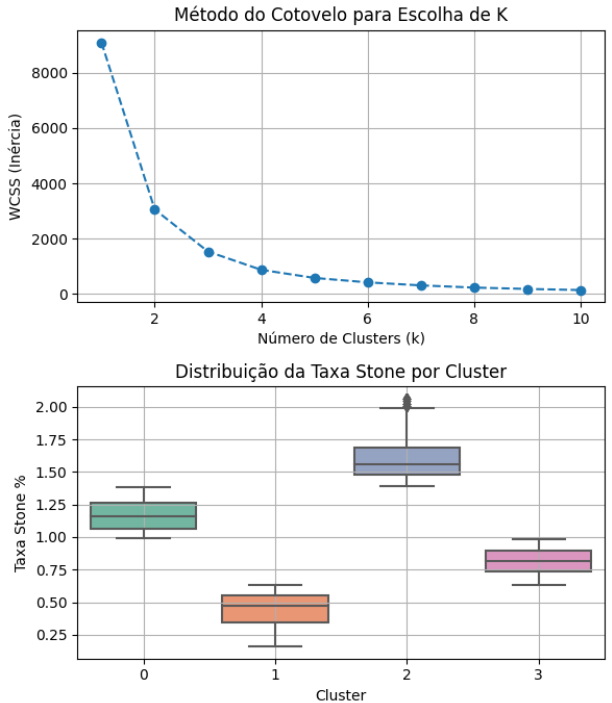 Método do Cotovelo para Escolha de K
8000
6000
4000
2000
0
WCSS (Inércia)
2 4 6 8 10
Número de Clusters (k)
Distribuição da Taxa Stone por Cluster
2.00
1.75
1.50
1.25
1.00
0.75
0.50
0.25
Taxa Stone %
0 1 2 3
Cluster